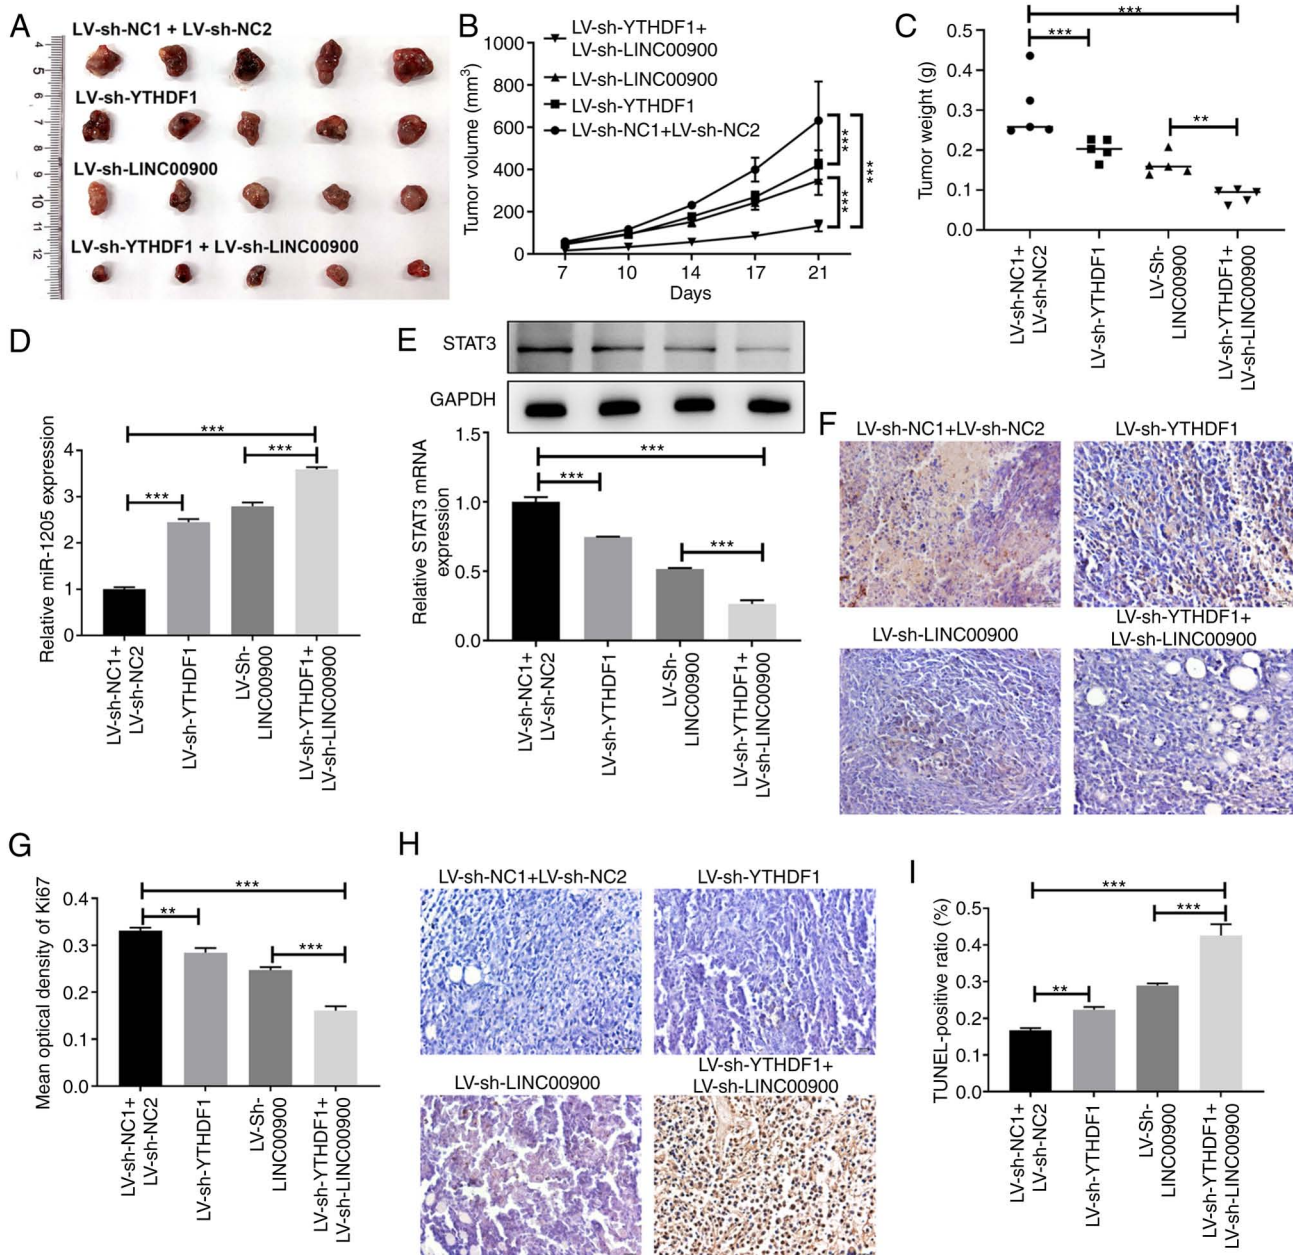 A
LV-sh-NC1 + LV-sh-NC2
LV-sh-YTHDF1
LV-sh-LINC00900
LV-sh-YTHDF1 + LV-sh-LINC00900
4
5
6
7
8
9
10
11
12
B
Tumor volume (mm³)
1000
800
600
400
200
0
7
10
14
17
21
Days
LV-sh-YTHDF1+
LV-sh-LINC00900
LV-sh-LINC00900
LV-sh-YTHDF1
LV-sh-NC1+LV-sh-NC2
***
***
***
C
Tumor weight (g)
0.5
0.4
0.3
0.2
0.1
0.0
***
***
**
LV-sh-NC1+
LV-sh-NC2
LV-sh-YTHDF1
LV-Sh-
LINC00900
LV-sh-YTHDF1+
LV-sh-LINC00900
D
Relative miR-1205 expression
4
3
2
1
0
***
***
***
LV-sh-NC1+
LV-sh-NC2
LV-sh-YTHDF1
LV-Sh-
LINC00900
LV-sh-YTHDF1+
LV-sh-LINC00900
E
STAT3
GAPDH
Relative STAT3 mRNA
expression
1.5
1.0
0.5
0.0
***
***
***
LV-sh-NC1+
LV-sh-NC2
LV-sh-YTHDF1
LV-Sh-
LINC00900
LV-sh-YTHDF1+
LV-sh-LINC00900
F
LV-sh-NC1+LV-sh-NC2
LV-sh-YTHDF1
LV-sh-LINC00900
LV-sh-YTHDF1+
LV-sh-LINC00900
G
Mean optical density of Ki67
0.4
0.3
0.2
0.1
0.0
***
**
***
LV-sh-NC1+
LV-sh-NC2
LV-sh-YTHDF1
LV-Sh-
LINC00900
LV-sh-YTHDF1+
LV-sh-LINC00900
H
LV-sh-NC1+LV-sh-NC2
LV-sh-YTHDF1
LV-sh-LINC00900
LV-sh-YTHDF1+
LV-sh-LINC00900
I
TUNEL-positive ratio (%)
0.5
0.4
0.3
0.2
0.1
0.0
***
***
**
LV-sh-NC1+
LV-sh-NC2
LV-sh-YTHDF1
LV-Sh-
LINC00900
LV-sh-YTHDF1+
LV-sh-LINC00900